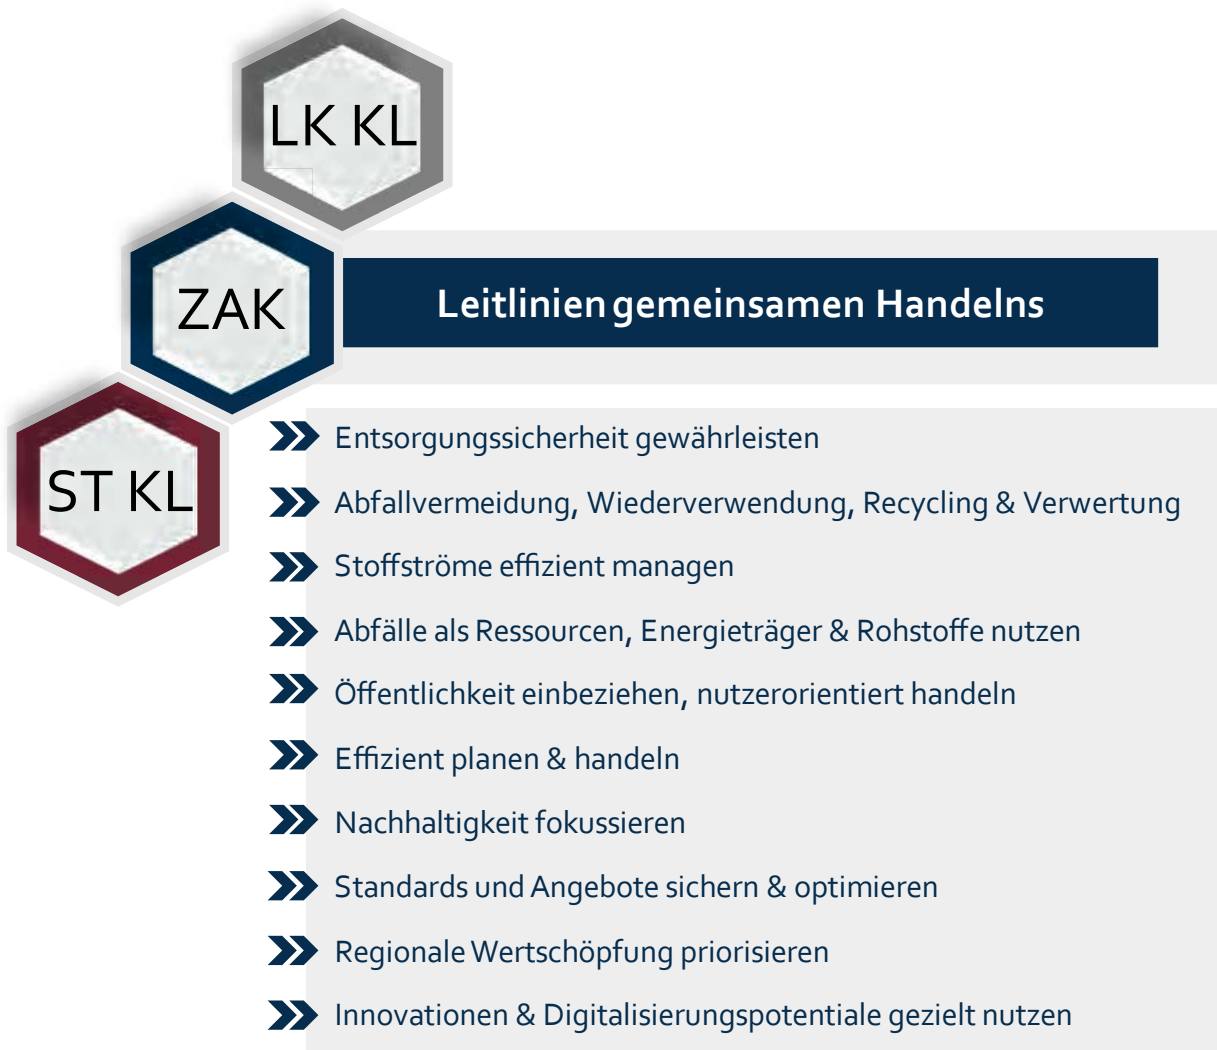 LK KL
ZAK
Leitlinien gemeinsamen Handelns
ST KL
Entsorgungssicherheit gewährleisten
Abfallvermeidung, Wiederverwendung, Recycling & Verwertung
Stoffströme effizient managen
Abfälle als Ressourcen, Energieträger & Rohstoffe nutzen
Öffentlichkeit einbeziehen, nutzerorientiert handeln
Effizient planen & handeln
Nachhaltigkeit fokussieren
Standards und Angebote sichern & optimieren
Regionale Wertschöpfung priorisieren
Innovationen & Digitalisierungspotentiale gezielt nutzen